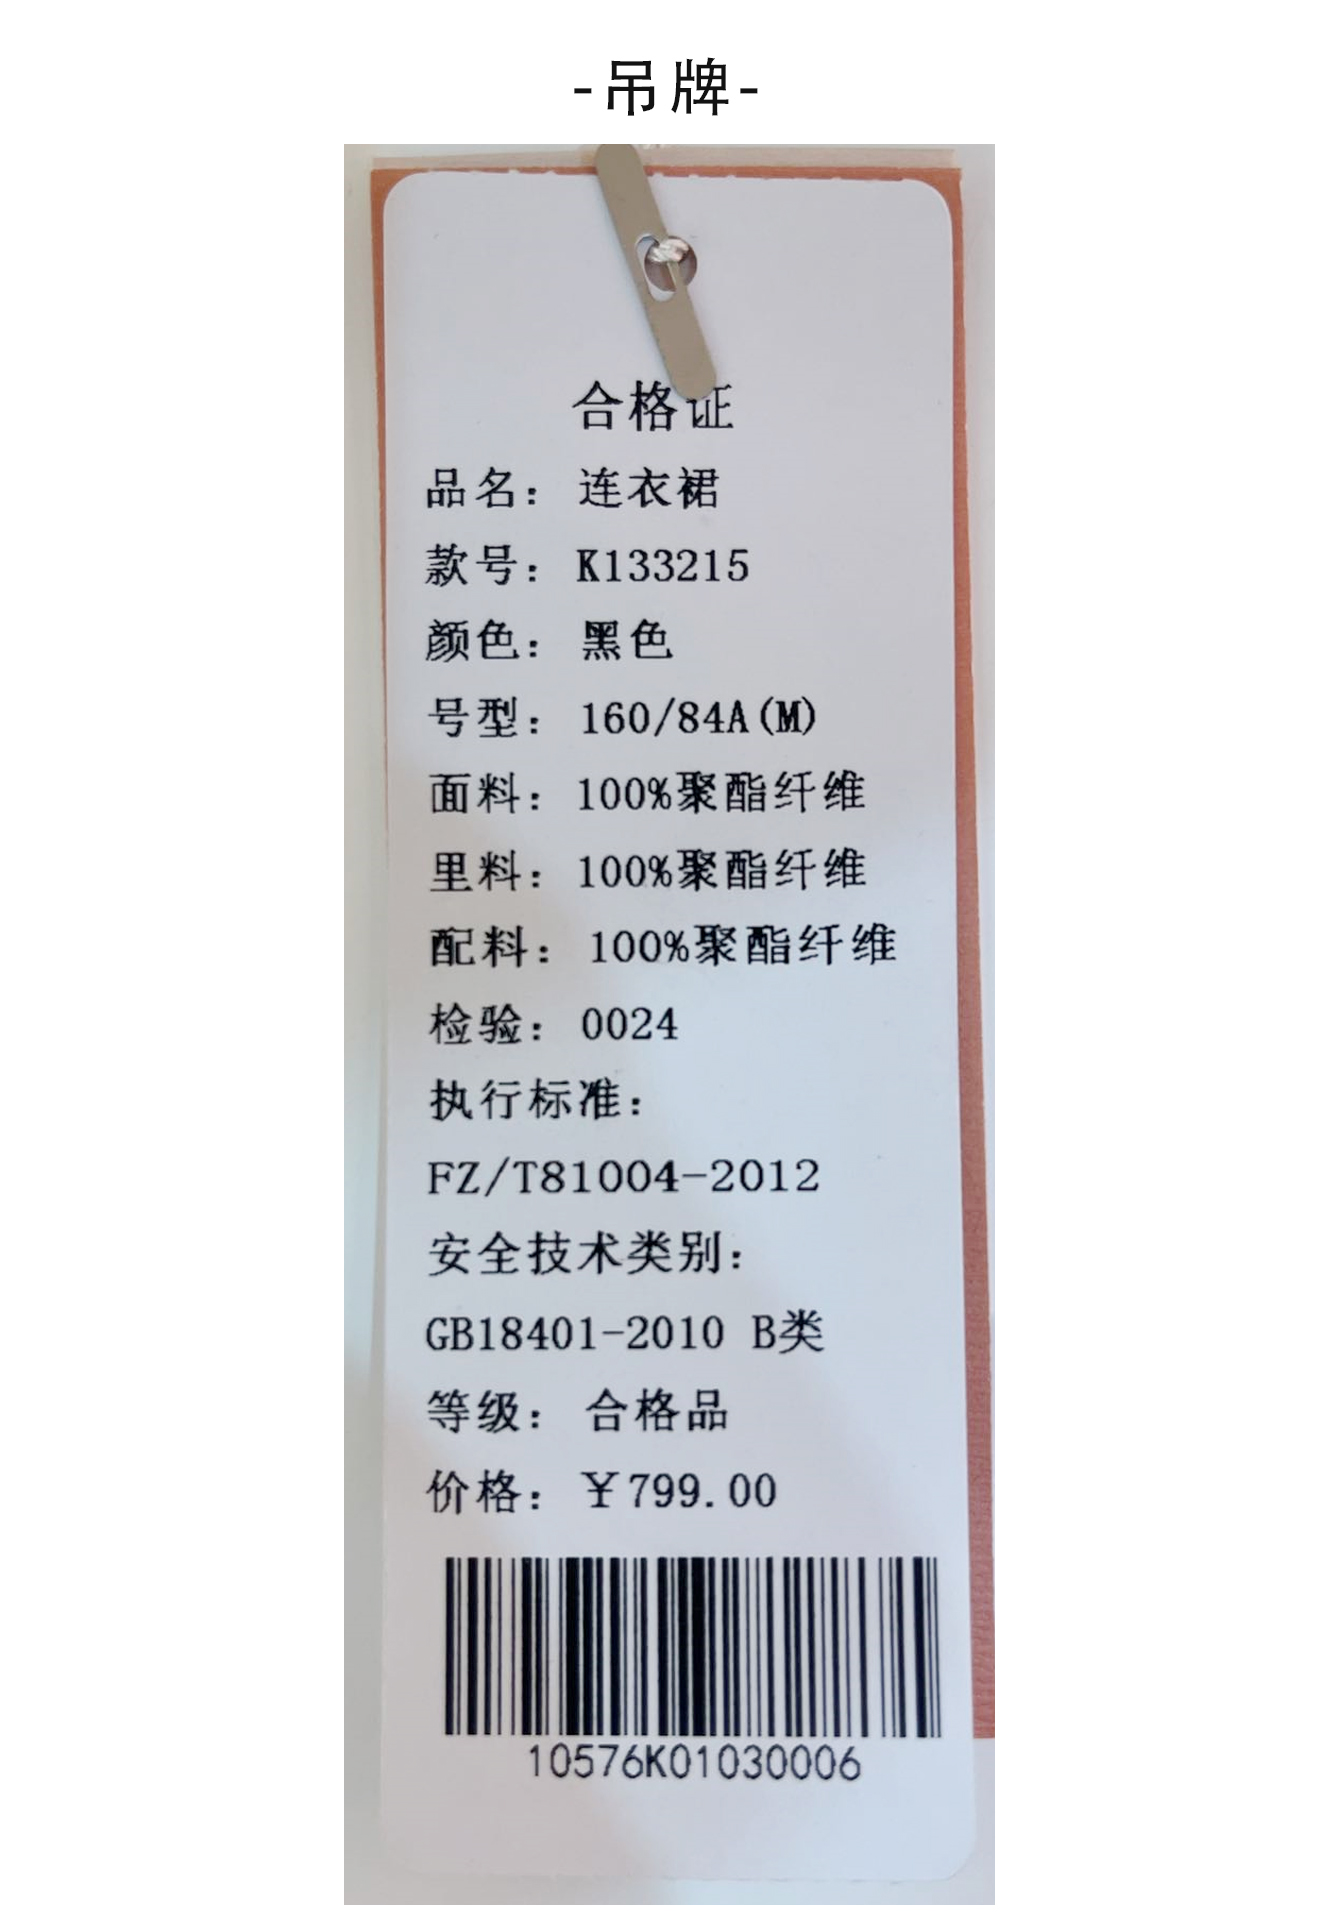 -吊牌-
合格证
品名：连衣裙
款号：K133215
颜色：黑色
号型：160/84A(M)
面料：100%聚酯纤维
里料：100%聚酯纤维
配料：100%聚酯纤维
检验：0024
执行标准：
FZ/T81004-2012
安全技术类别：
GB18401-2010 B类
等级：合格品
价格：￥799.00
10576K01030006